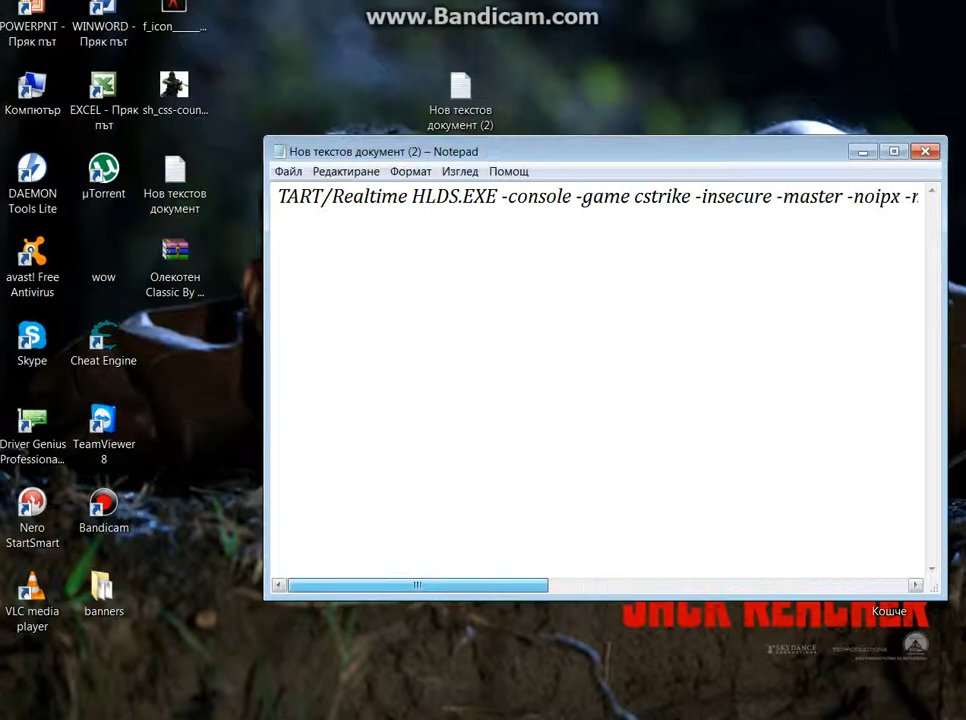 www.Bandicam.com
POWERPNT -
Пряк път
WINWORD -
Пряк път
f_icon_____...
Компютър
EXCEL - Пряк
път
sh_css-coun...
Нов текстов
документ (2)
DAEMON
Tools Lite
µTorrent
Нов текстов
документ
avast! Free
Antivirus
wow
Олекотен
Classic By ...
Skype
Cheat Engine
Driver Genius
Professiona...
TeamViewer
8
Nero
StartSmart
Bandicam
VLC media
player
banners
Нов текстов документ (2) – Notepad
Файл Редактиране Формат Изглед Помощ
TART/Realtime HLDS.EXE -console -game cstrike -insecure -master -noipx -r
JACK REACHER
Кошче
SKYDANCE